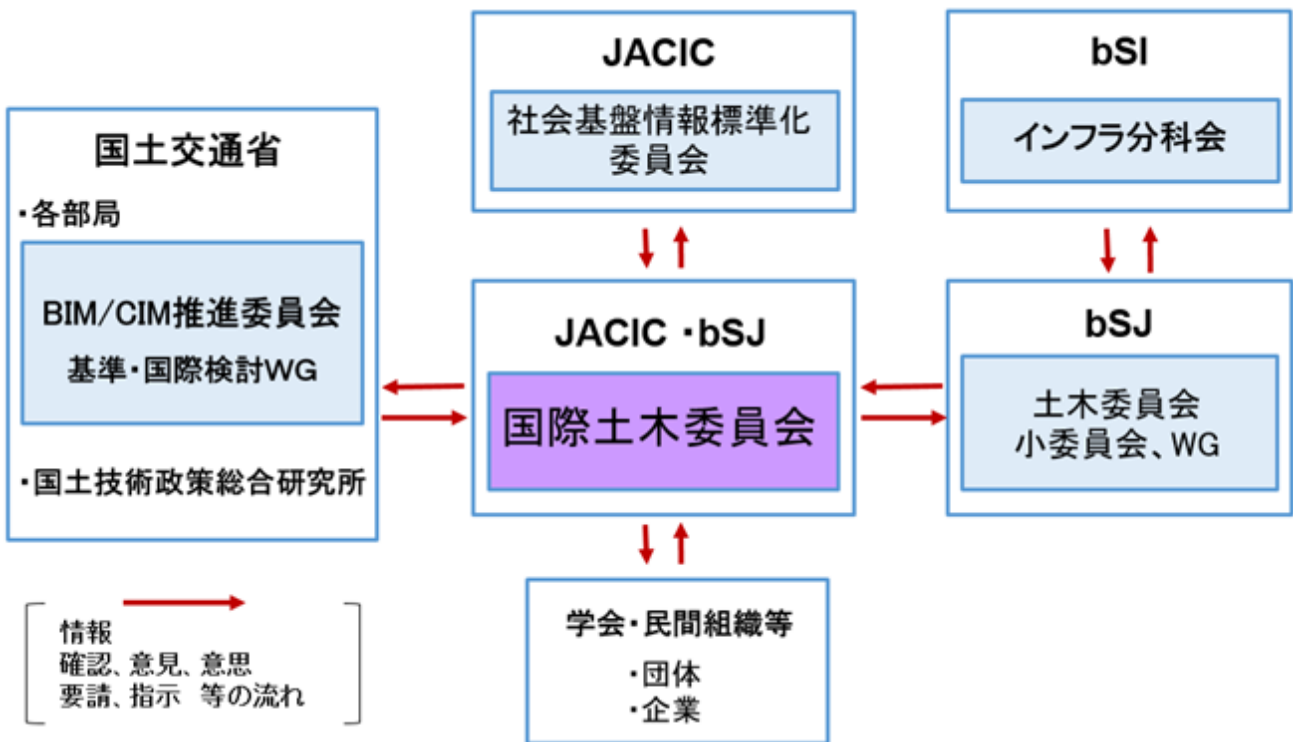 JACIC
社会基盤情報標準化
委員会
bSI
インフラ分科会
国土交通省
・各部局
BIM/CIM推進委員会
基準・国際検討WG
・国土技術政策総合研究所
JACIC ・bSJ
国際土木委員会
bSJ
土木委員会
小委員会、WG
学会・民間組織等
・団体
・企業
情報
確認、意見、意思
要請、指示 等の流れ